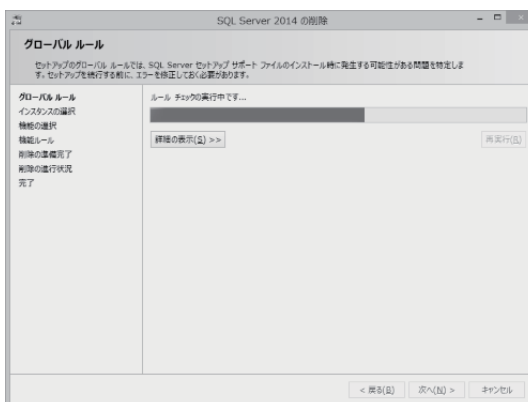 SQL Server 2014 の削除
グローバル ルール
セットアップのグローバル ルールでは、SQL Server セットアップ サポート ファイルのインストール時に発生する可能性がある問題を特定しま
す。セットアップを続行する前に、エラーを修正しておく必要があります。
グローバル ルール
インスタンスの選択
機能の選択
機能ルール
削除の準備完了
削除の進行状況
完了
ルール チェックの実行中です...
詳細の表示(S) >>
再実行(R)
< 戻る(B)
次へ(N) >
キャンセル